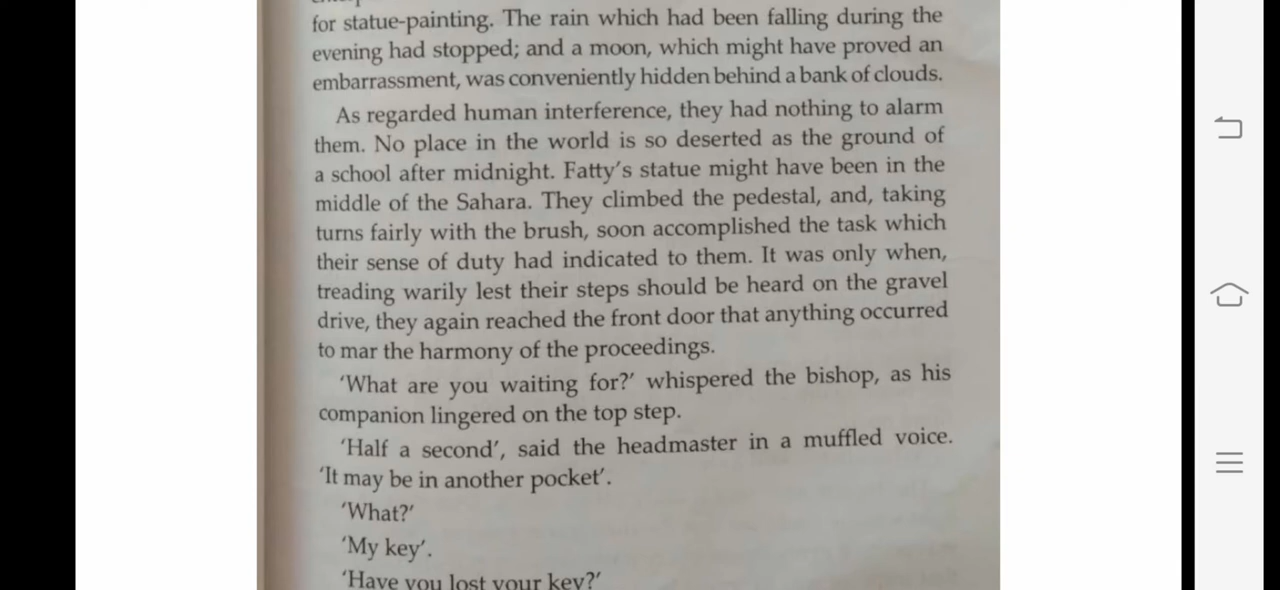 for statue-painting. The rain which had been falling during the
evening had stopped; and a moon, which might have proved an
embarrassment, was conveniently hidden behind a bank of clouds.
As regarded human interference, they had nothing to alarm
them. No place in the world is so deserted as the ground of
a school after midnight. Fatty's statue might have been in the
middle of the Sahara. They climbed the pedestal, and, taking
turns fairly with the brush, soon accomplished the task which
their sense of duty had indicated to them. It was only when,
treading warily lest their steps should be heard on the gravel
drive, they again reached the front door that anything occurred
to mar the harmony of the proceedings.
'What are you waiting for?' whispered the bishop, as his
companion lingered on the top step.
'Half a second', said the headmaster in a muffled voice.
'It may be in another pocket'.
'What?'
'My key'.
'Have you lost your key?'